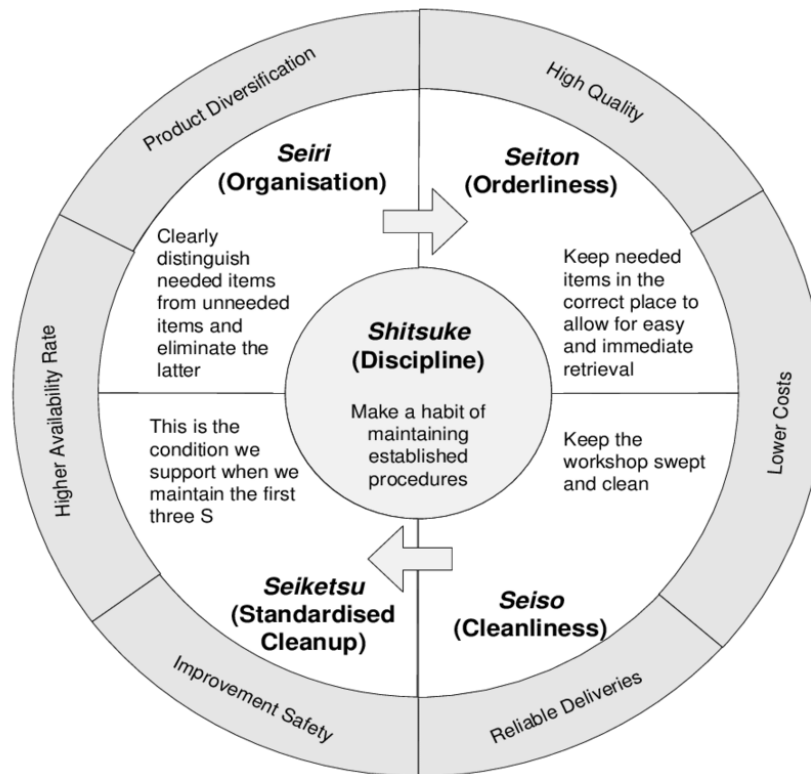 Product Diversification
High Quality
Seiri
(Organisation)
Seiton
(Orderliness)
Clearly
distinguish
needed items
from unneeded
items and
eliminate the
latter
Keep needed
items in the
correct place to
allow for easy
and immediate
retrieval
Shitsuke
(Discipline)
Make a habit of
maintaining
established
procedures
Higher Availability Rate
Lower Costs
This is the
condition we
support when we
maintain the first
three S
Keep the
workshop swept
and clean
Seiketsu
(Standardised
Cleanup)
Seiso
(Cleanliness)
Improvement Safety
Reliable Deliveries